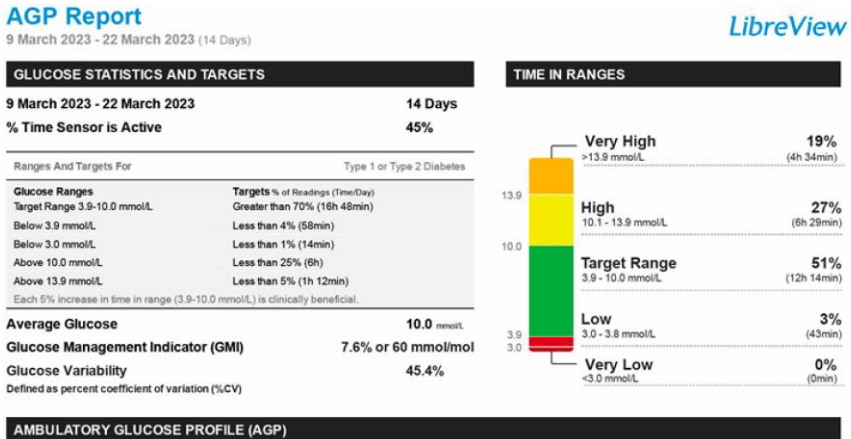 AGP Report
9 March 2023 - 22 March 2023 (14 Days)
LibreView
GLUCOSE STATISTICS AND TARGETS
9 March 2023 - 22 March 2023 14 Days
% Time Sensor is Active 45%
Ranges And Targets For Type 1 or Type 2 Diabetes
Glucose Ranges Targets % of Readings (Time/Day)
Target Range 3.9-10.0 mmol/L Greater than 70% (16h 48min)
Below 3.9 mmol/L Less than 4% (58min)
Below 3.0 mmol/L Less than 1% (14min)
Above 10.0 mmol/L Less than 25% (6h)
Above 13.9 mmol/L Less than 5% (1h 12min)
Each 5% increase in time in range (3.9-10.0 mmol/L) is clinically beneficial.
Average Glucose 10.0 mmol/L
Glucose Management Indicator (GMI) 7.6% or 60 mmol/mol
Glucose Variability 45.4%
Defined as percent coefficient of variation (%CV)
TIME IN RANGES
Very High 19%
>13.9 mmol/L (4h 34min)
13.9
High 27%
10.1 - 13.9 mmol/L (6h 29min)
10.0
Target Range 51%
3.9 - 10.0 mmol/L (12h 14min)
Low 3%
3.0 - 3.8 mmol/L (43min)
3.9
3.0
Very Low 0%
<3.0 mmol/L (0min)
AMBULATORY GLUCOSE PROFILE (AGP)